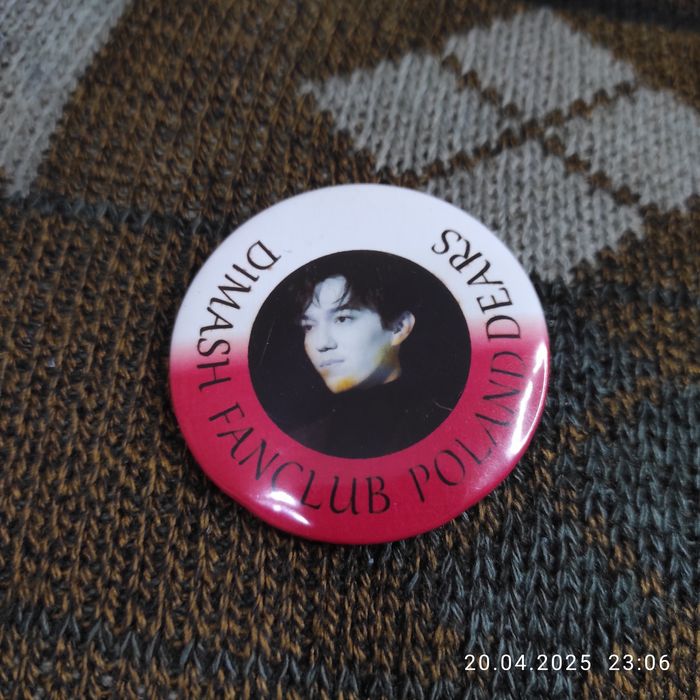 DIMASH FANCLUB POLAND DEARS
20.04.2025 23:06